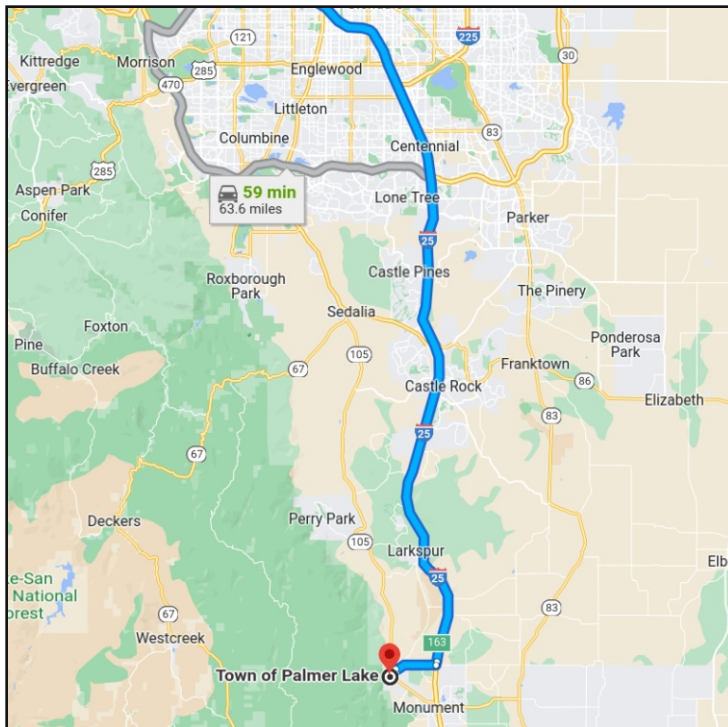 121
Kittredge
Morrison
285
Englewood
225
30
Evergreen
470
Littleton
83
Columbine
Centennial
285
59 min
Aspen Park
Lone Tree
63.6 miles
Conifer
Parker
25
Castle Pines
Roxborough
Park
The Pinery
Sedalia
Foxton
Ponderosa
Park
Pine
105
Buffalo Creek
67
Franktown
86
Castle Rock
Elizabeth
83
25
67
Perry Park
Deckers
105
Larkspur
Elb
ke-San
National
orest
25
67
83
Westcreek
163
Town of Palmer Lake
Monument